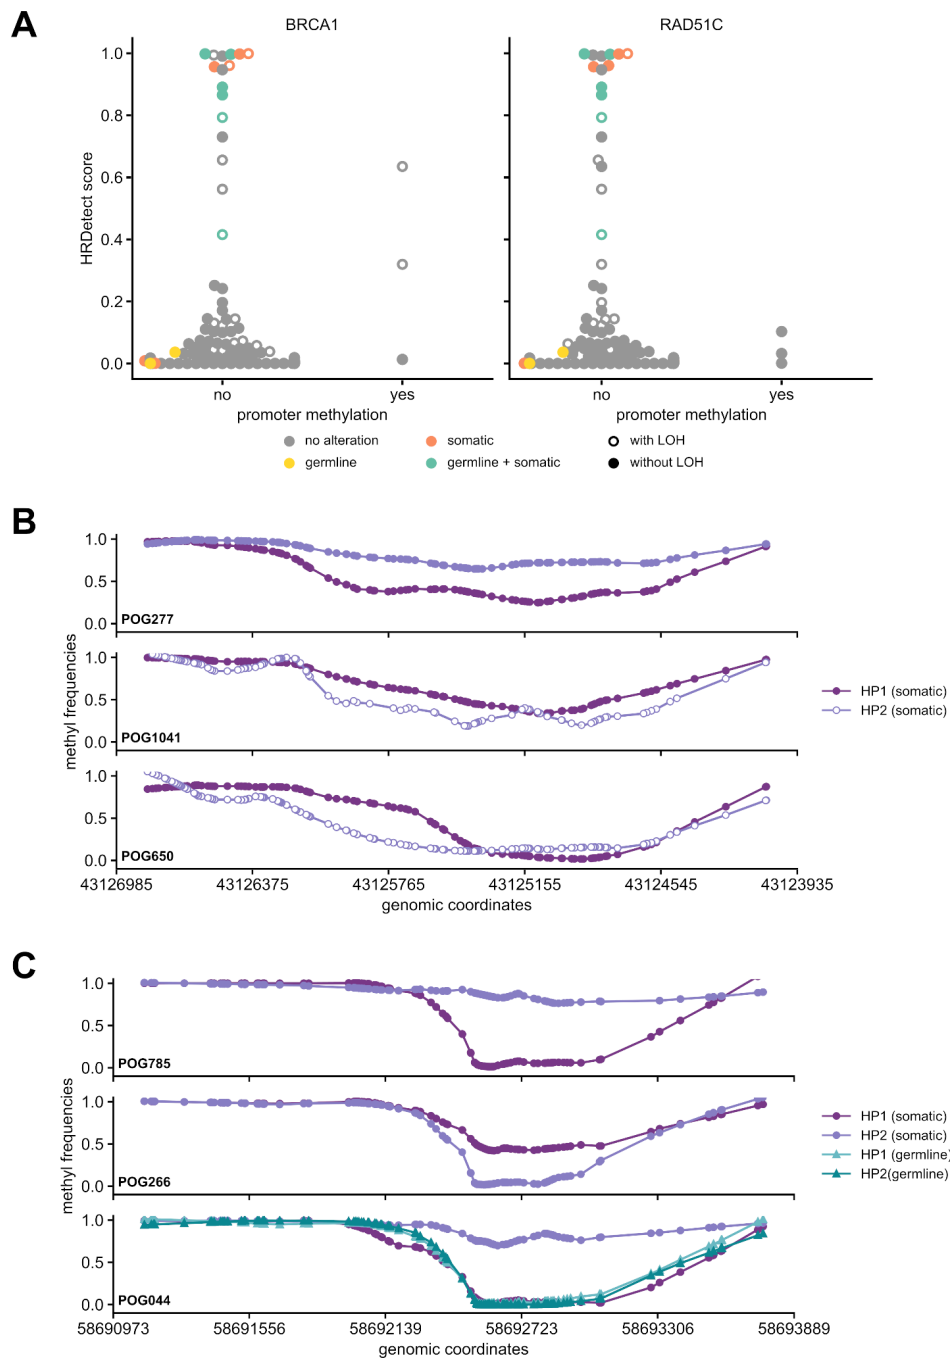 A
BRCA1
RAD51C
HRDetect score
1.0
0.8
0.6
0.4
0.2
0.0
no
yes
no
yes
promoter methylation
promoter methylation
no alteration
somatic
with LOH
germline
germline + somatic
without LOH
B
methyl frequencies
1.0
0.5
0.0
POG277
1.0
0.5
0.0
POG1041
HP1 (somatic)
HP2 (somatic)
1.0
0.5
0.0
POG650
43126985
43126375
43125765
43125155
43124545
43123935
genomic coordinates
C
methyl frequencies
1.0
0.5
0.0
POG785
1.0
0.5
0.0
POG266
HP1 (somatic)
HP2 (somatic)
HP1 (germline)
HP2(germline)
1.0
0.5
0.0
POG044
58690973
58691556
58692139
58692723
58693306
58693889
genomic coordinates